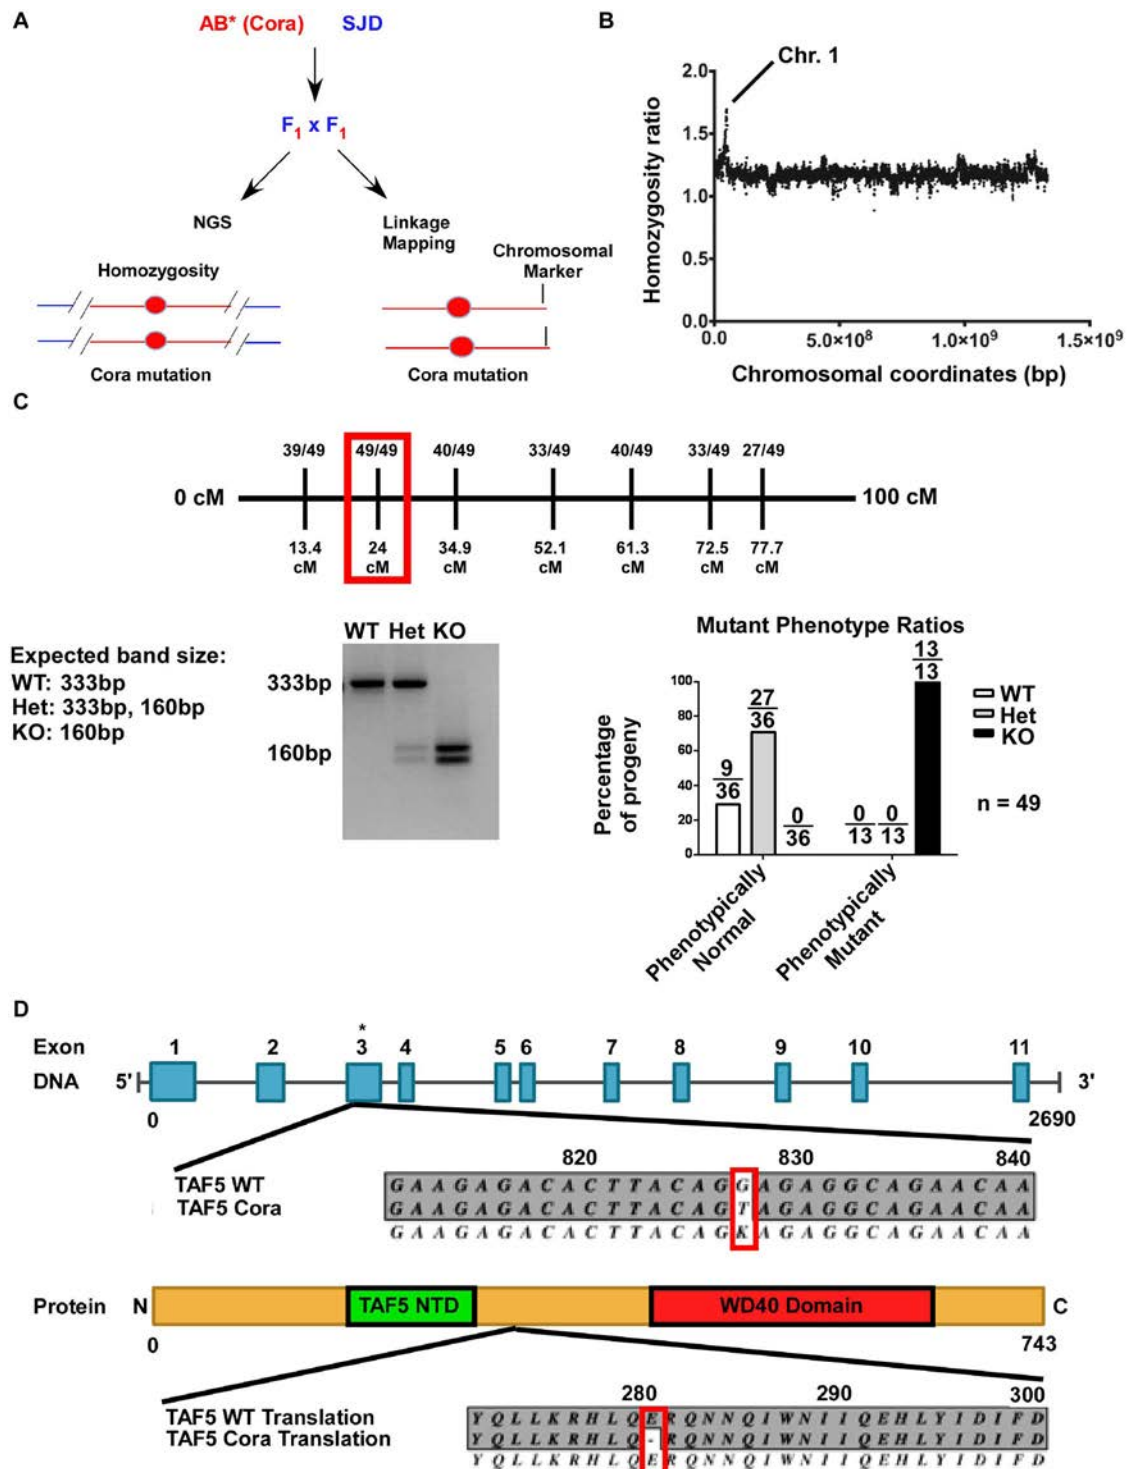 A
AB* (Cora) SJD
F1 x F1
NGS
Linkage
Mapping
Homozygosity
Chromosomal
Marker
Cora mutation
Cora mutation
B
Chr. 1
Homozygosity ratio
2.0
1.5
1.0
0.5
0.0
0.0 5.0×10⁸ 1.0×10⁹ 1.5×10⁹
Chromosomal coordinates (bp)
C
39/49 49/49 40/49 33/49 40/49 33/49 27/49
0 cM 100 cM
13.4 24 34.9 52.1 61.3 72.5 77.7
cM cM cM cM cM cM cM
Expected band size:
WT: 333bp
Het: 333bp, 160bp
KO: 160bp
WT Het KO
333bp
160bp
Mutant Phenotype Ratios
Percentage
of progeny
100
80
60
40
20
0
9/36
27/36
0/36
0/13
0/13
13/13
WT
Het
KO
n = 49
Phenotypically
Normal
Phenotypically
Mutant
D
*
Exon 1 2 3 4 5 6 7 8 9 10 11
DNA 5' 3'
0 2690
820 830 840
TAF5 WT GAAGAGACACTTACAGGAGAGGCAGAACAA
TAF5 Cora GAAGAGACACTTACAGTAGAGGCAGAACAA
GAAGAGACACTTACAGKAGAGGCAGAACAA
Protein N TAF5 NTD WD40 Domain C
0 743
280 290 300
TAF5 WT Translation YQLLKRHLQERQNNQIWNIIQEHLYIDIFD
TAF5 Cora Translation YQLLKRHLQ-RQNNQIWNIIQEHLYIDIFD
YQLLKRHLQERQNNQIWNIIQEHLYIDIFD